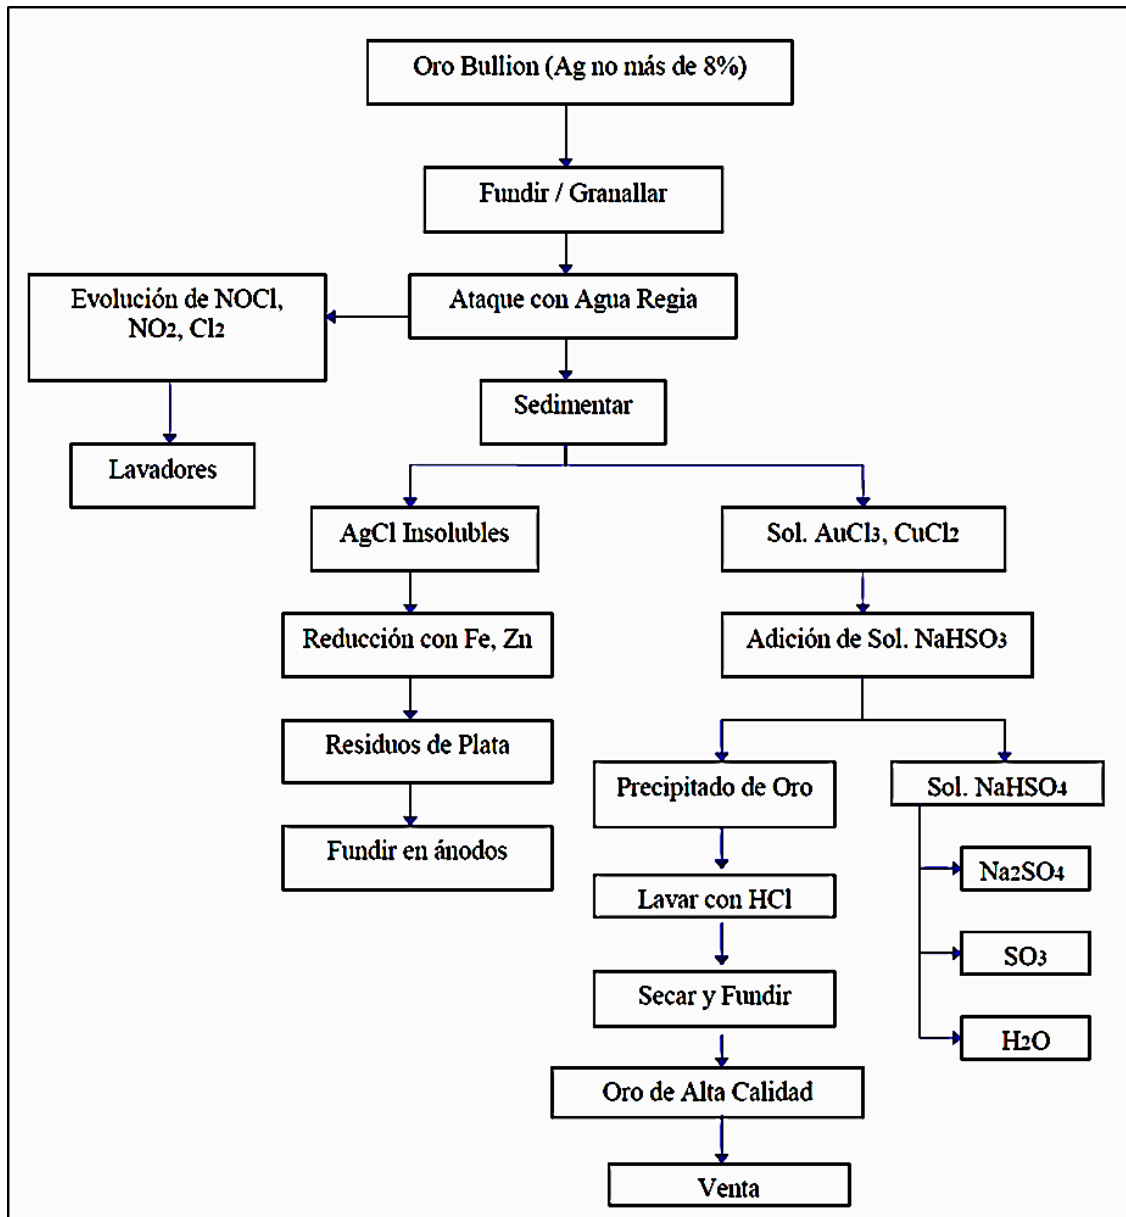 Oro Bullion (Ag no más de 8%)
Fundir / Granallar
Ataque con Agua Regia
Evolución de NOCl,
NO2, Cl2
Lavadores
Sedimentar
AgCl Insolubles
Sol. AuCl3, CuCl2
Reducción con Fe, Zn
Adición de Sol. NaHSO3
Residuos de Plata
Fundir en ánodos
Precipitado de Oro
Sol. NaHSO4
Na2SO4
Lavar con HCl
SO3
Secar y Fundir
H2O
Oro de Alta Calidad
Venta